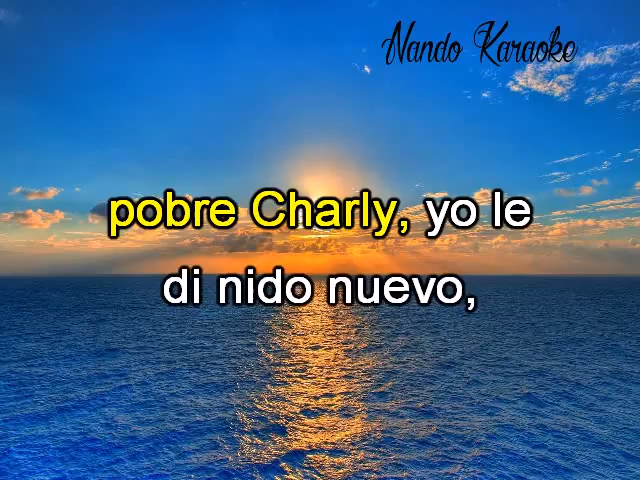 Nando Karaoke
pobre Charly, yo le
di nido nuevo,